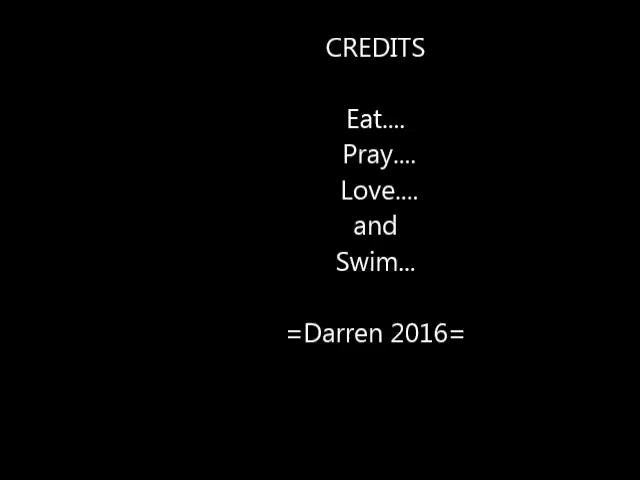 CREDITS
Eat....
Pray....
Love....
and
Swim...
=Darren 2016=